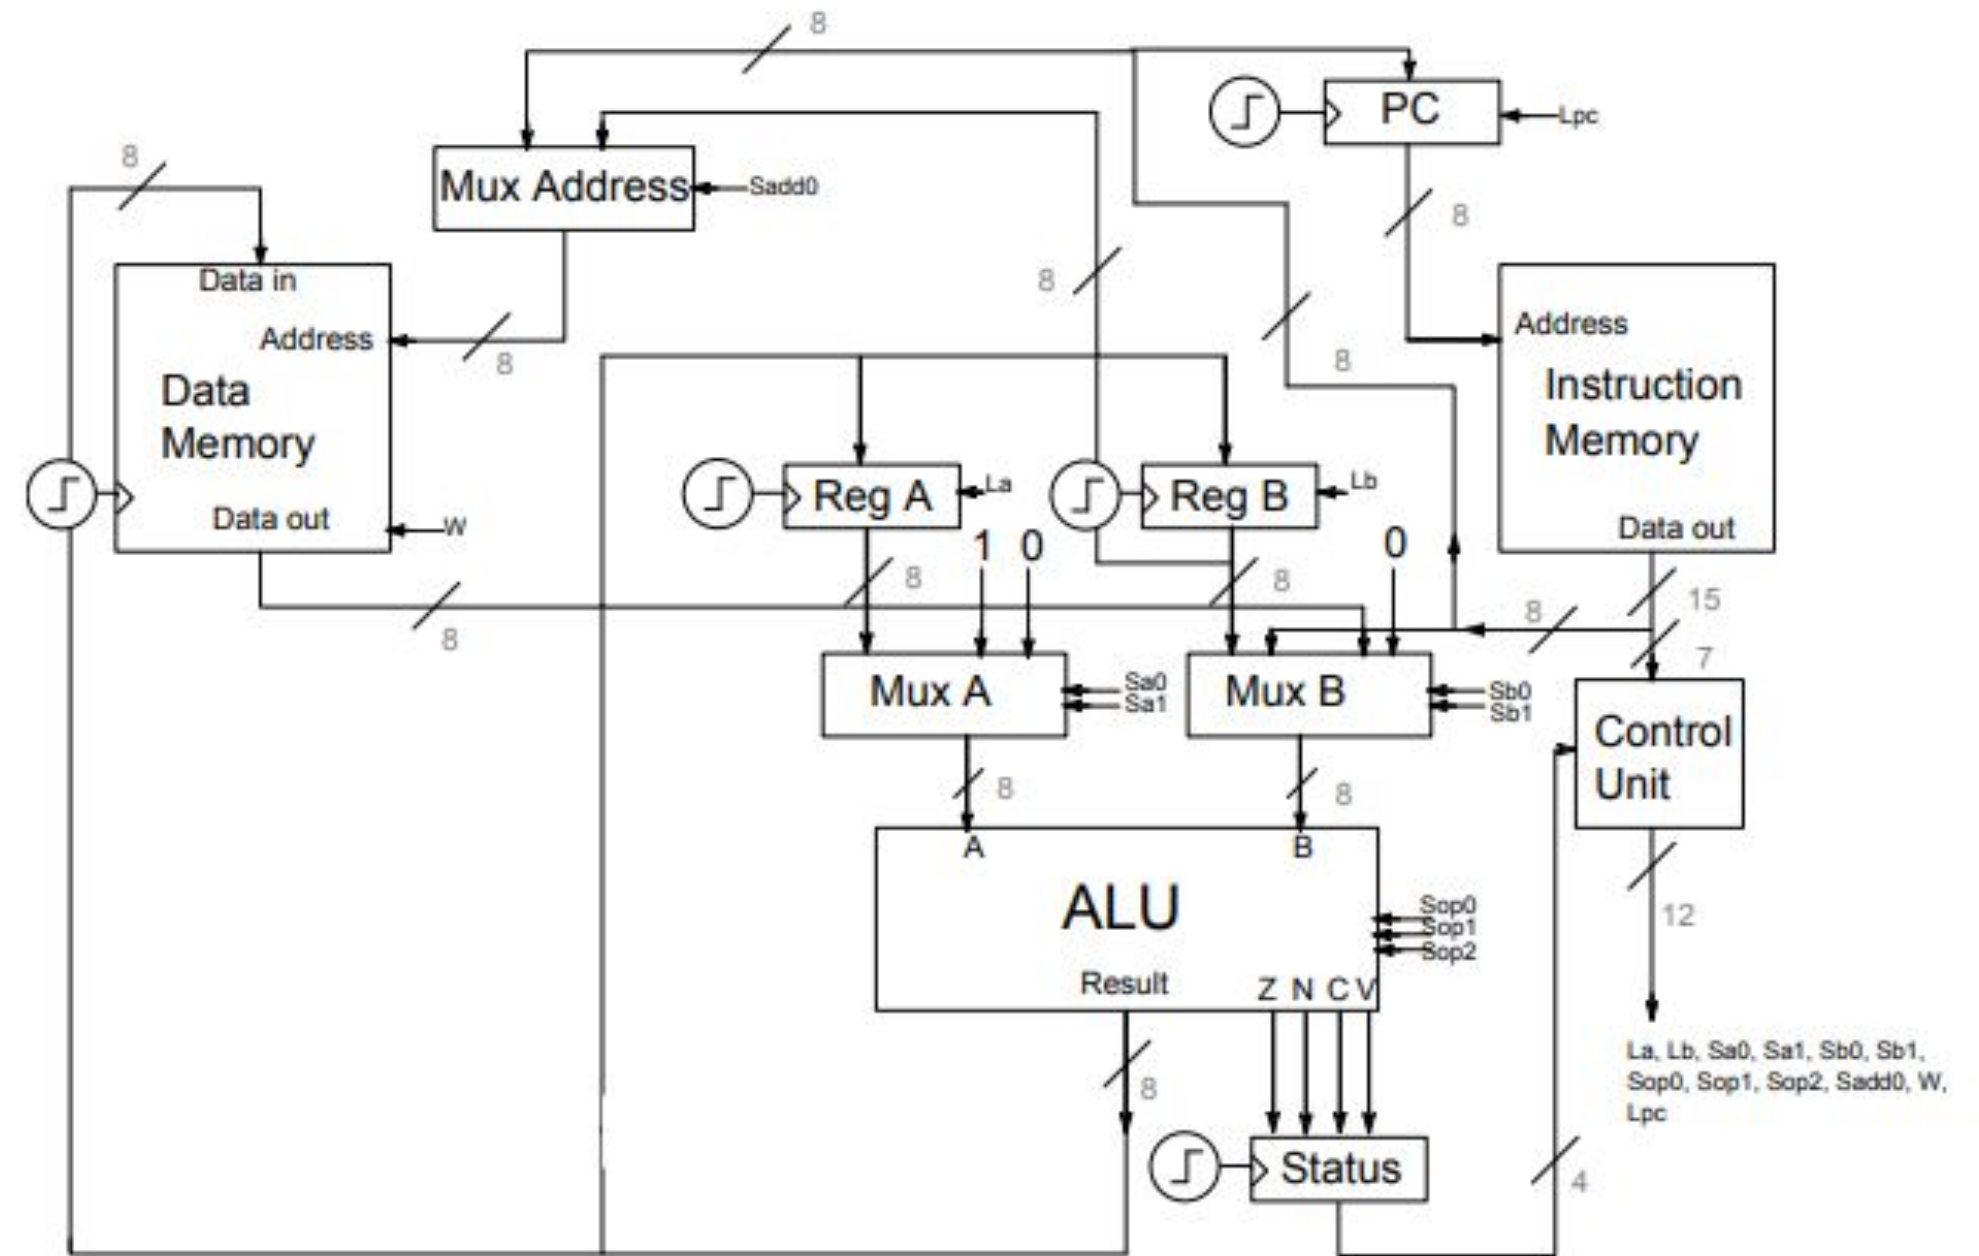 8
PC
Lpc
8
Mux Address
Sadd0
8
8
Data in
Address
8
Data
Memory
Data out
W
8
8
Address
Instruction
Memory
Data out
8
Reg A
La
Reg B
Lb
1 0
0
8
8
8
15
7
Mux A
Sa0
Sa1
Mux B
Sb0
Sb1
Control
Unit
8
8
A
B
ALU
Sop0
Sop1
Sop2
12
Result
Z N C V
8
La, Lb, Sa0, Sa1, Sb0, Sb1,
Sop0, Sop1, Sop2, Sadd0, W,
Lpc
Status
4